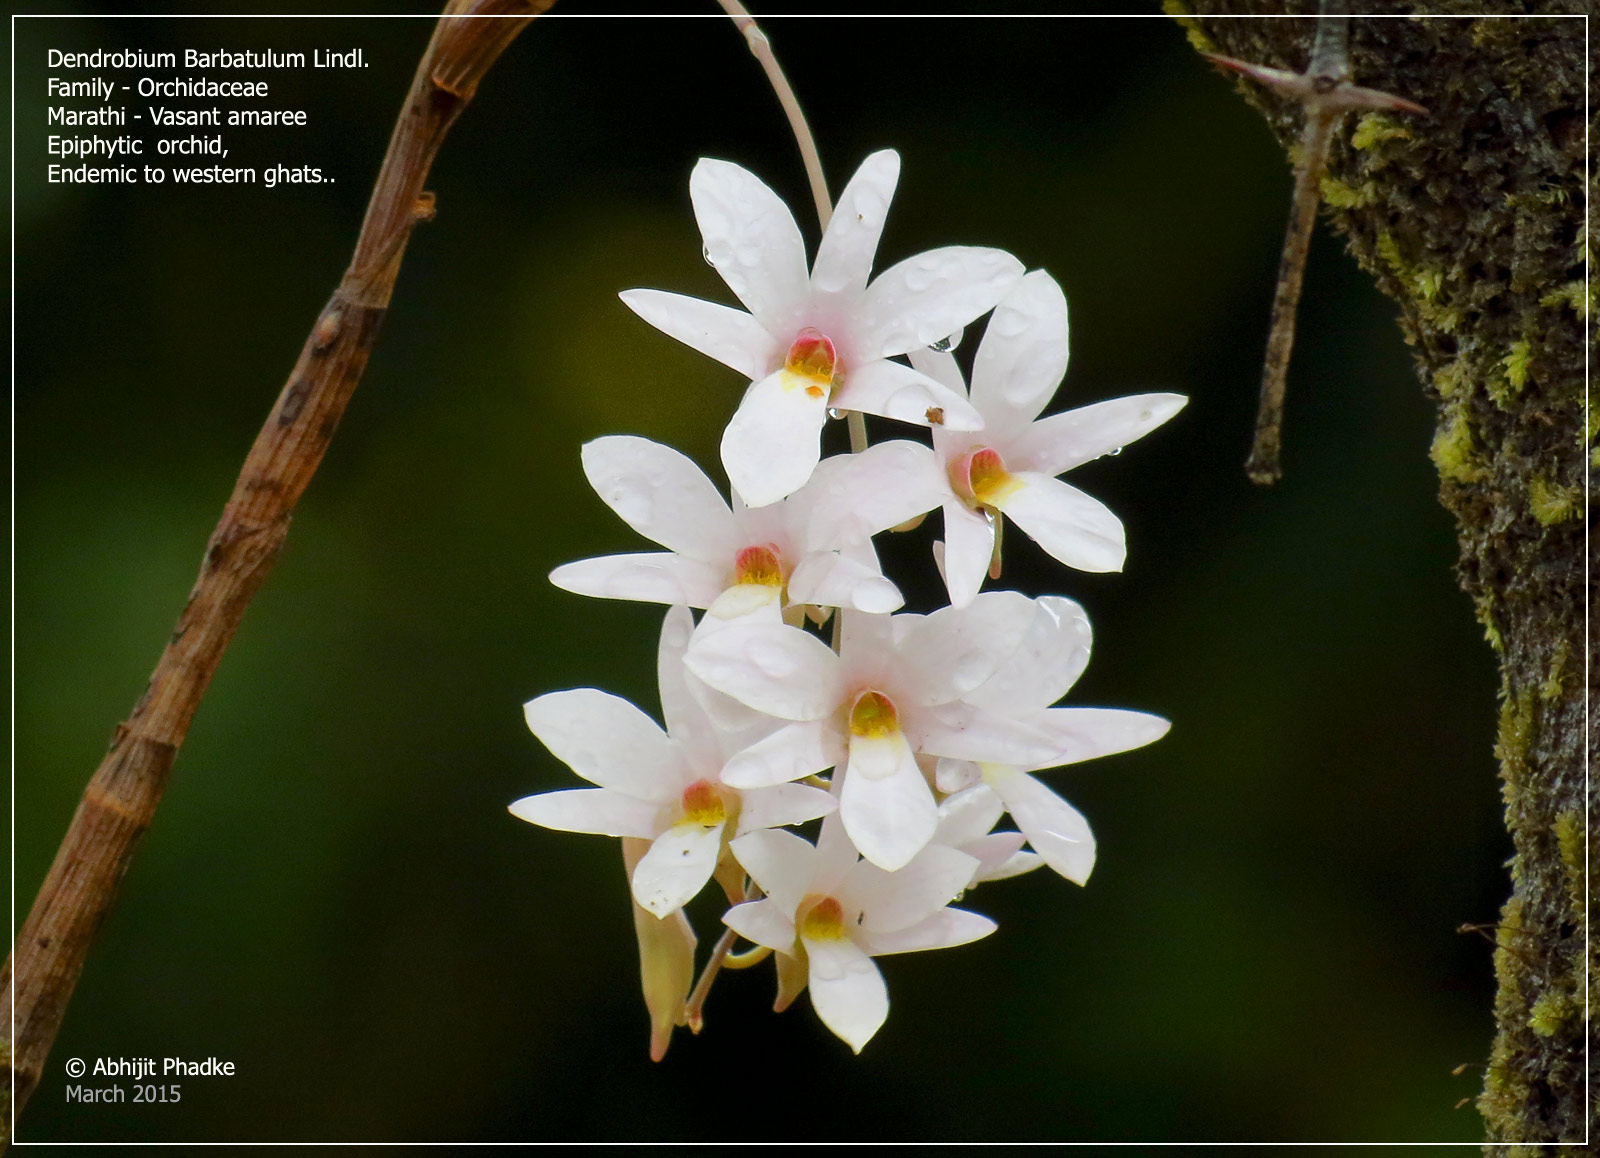 Dendrobium Barbatulum Lindl.
Family - Orchidaceae
Marathi - Vasant amaree
Epiphytic  orchid,
Endemic to western ghats..
© Abhijit Phadke
March 2015